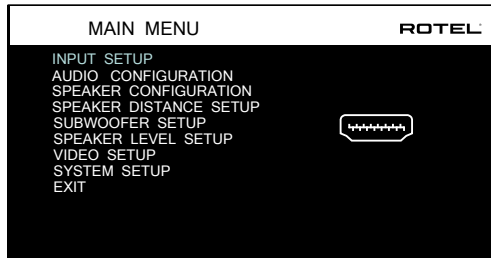 MAIN MENU
ROTEL
INPUT SETUP
AUDIO CONFIGURATION
SPEAKER CONFIGURATION
SPEAKER DISTANCE SETUP
SUBWOOFER SETUP
SPEAKER LEVEL SETUP
VIDEO SETUP
SYSTEM SETUP
EXIT